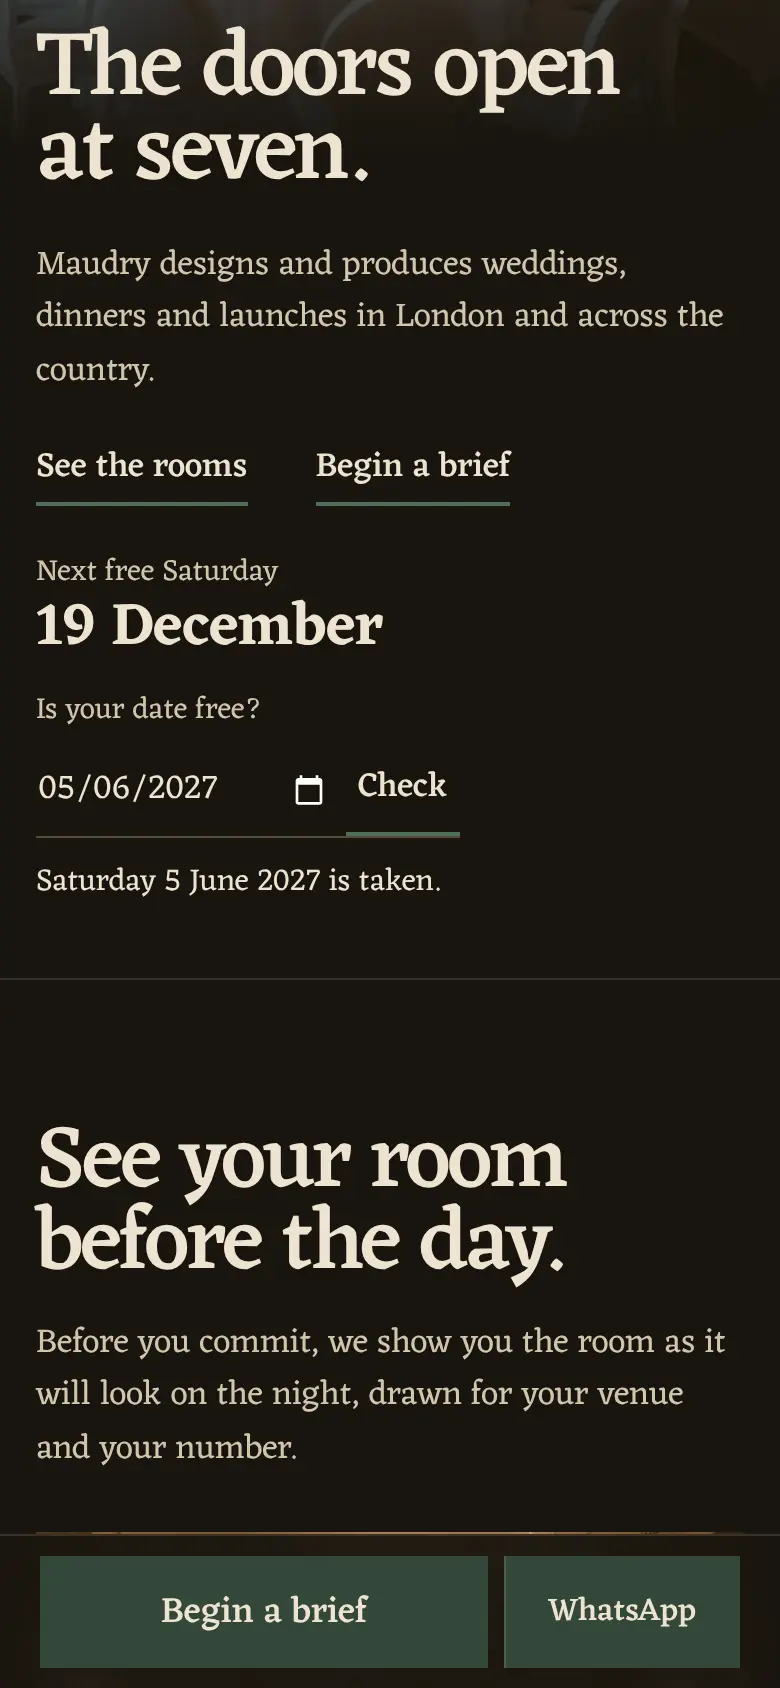 The doors open
at seven.
Maudry designs and produces weddings,
dinners and launches in London and across the
country.
See the rooms
Begin a brief
Next free Saturday
19 December
Is your date free?
05/06/2027
Check
Saturday 5 June 2027 is taken.
See your room
before the day.
Before you commit, we show you the room as it
will look on the night, drawn for your venue
and your number.
Begin a brief
WhatsApp